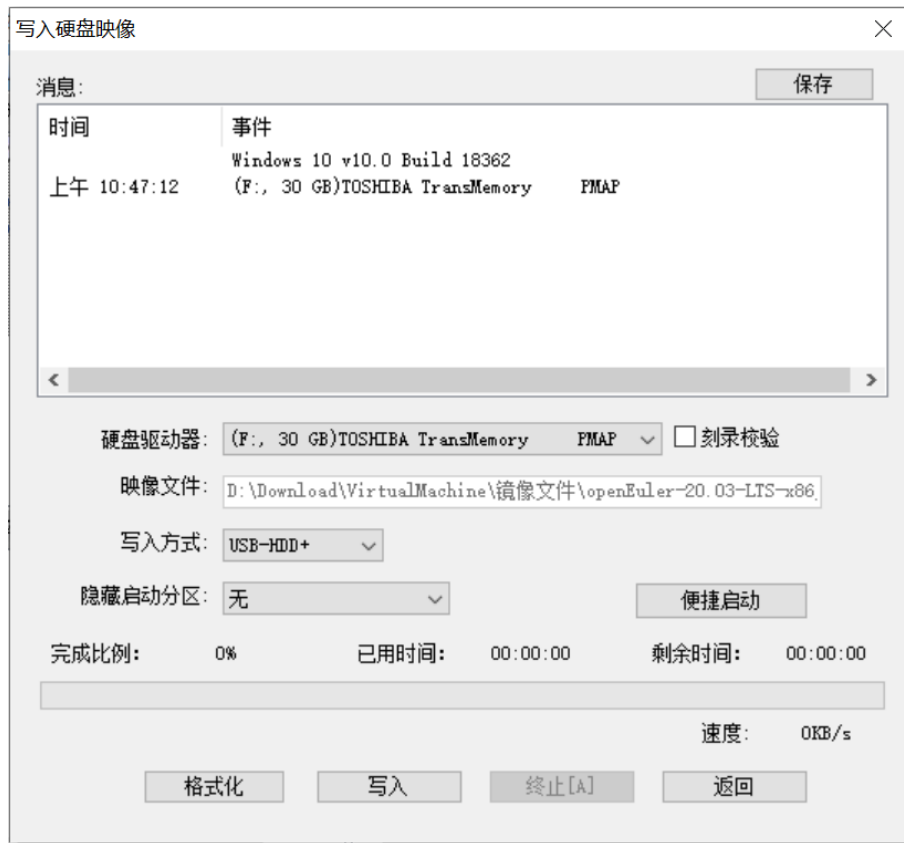 写入硬盘映像
消息:
保存
时间 事件
Windows 10 v10.0 Build 18362
上午 10:47:12 (F:, 30 GB)TOSHIBA TransMemory PMAP
硬盘驱动器: (F:, 30 GB)TOSHIBA TransMemory PMAP 刻录校验
映像文件: D:\Download\VirtualMachine\镜像文件\openEuler-20.03-LTS-x86_
写入方式: USB-HDD+
隐藏启动分区: 无 便捷启动
完成比例: 0% 已用时间: 00:00:00 剩余时间: 00:00:00
速度: 0KB/s
格式化 写入 终止[A] 返回